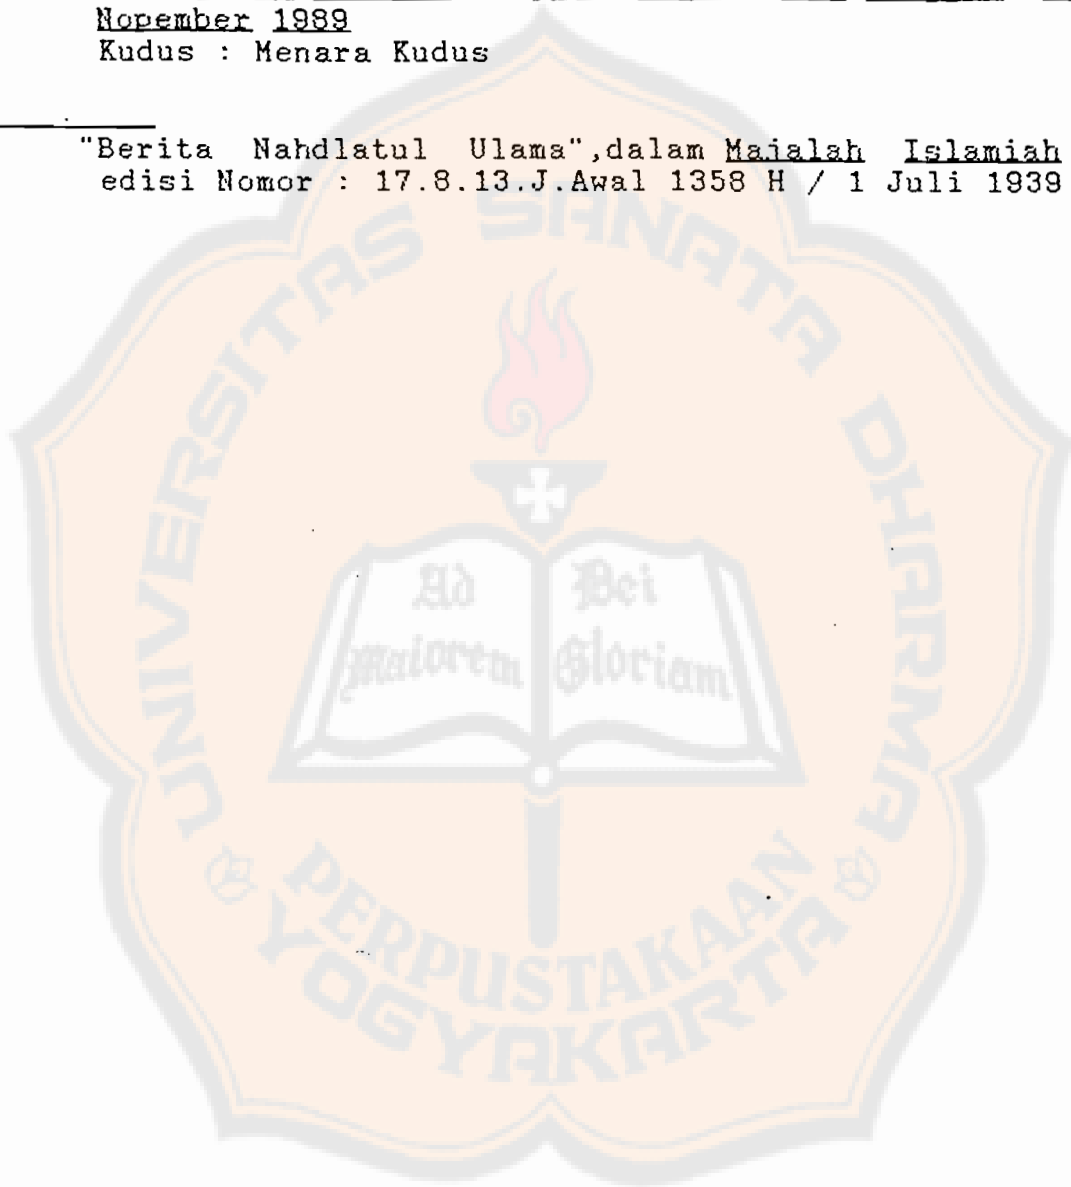 Nopember 1989
Kudus : Menara Kudus
"Berita Nahdlatul Ulama",dalam Majalah Islamiah
edisi Nomor : 17.8.13.J.Awal 1358 H / 1 Juli 1939
UNIVERSITAS SANATA DHARMA
Ad Dei
maiorem Gloriam
PERPUSTAKAAN
YOGYAKARTA